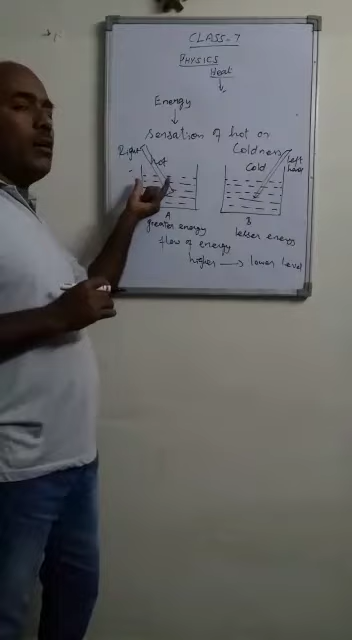 CLASS-7
PHYSICS
Heat
Energy
sensation of hot or
Coldness
Right
hot
Cold
left
hand
A
B
greater energy
lesser energy
flow of energy
higher → lower level